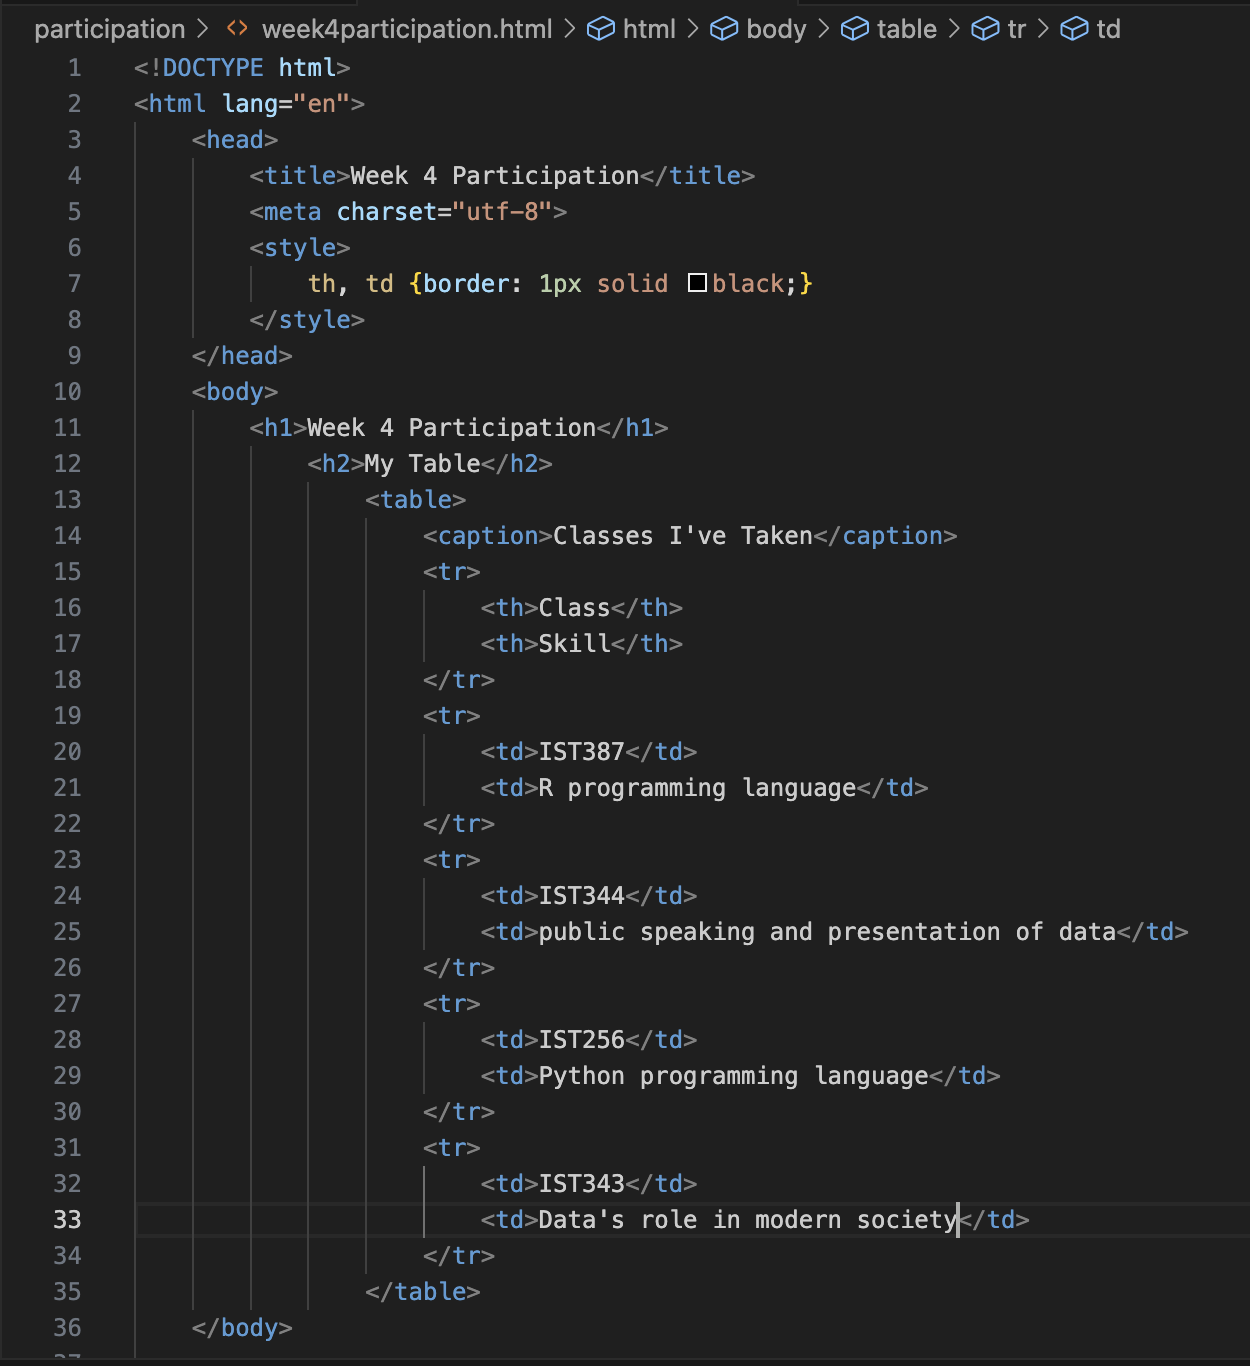 participation > <> week4participation.html > html > body > table > tr > td
1 <!DOCTYPE html>
2 <html lang="en">
3 <head>
4 <title>Week 4 Participation</title>
5 <meta charset="utf-8">
6 <style>
7 th, td {border: 1px solid black;}
8 </style>
9 </head>
10 <body>
11 <h1>Week 4 Participation</h1>
12 <h2>My Table</h2>
13 <table>
14 <caption>Classes I've Taken</caption>
15 <tr>
16 <th>Class</th>
17 <th>Skill</th>
18 </tr>
19 <tr>
20 <td>IST387</td>
21 <td>R programming language</td>
22 </tr>
23 <tr>
24 <td>IST344</td>
25 <td>public speaking and presentation of data</td>
26 </tr>
27 <tr>
28 <td>IST256</td>
29 <td>Python programming language</td>
30 </tr>
31 <tr>
32 <td>IST343</td>
33 <td>Data's role in modern society</td>
34 </tr>
35 </table>
36 </body>